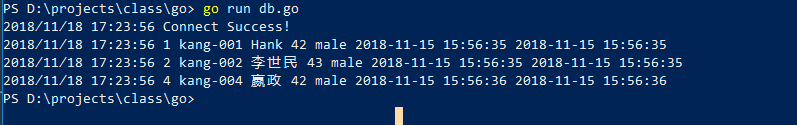 PS D:\projects\class\go> go run db.go
2018/11/18 17:23:56 Connect Success!
2018/11/18 17:23:56 1 kang-001 Hank 42 male 2018-11-15 15:56:35 2018-11-15 15:56:35
2018/11/18 17:23:56 2 kang-002 李世民 43 male 2018-11-15 15:56:35 2018-11-15 15:56:35
2018/11/18 17:23:56 4 kang-004 嬴政 42 male 2018-11-15 15:56:36 2018-11-15 15:56:36
PS D:\projects\class\go>